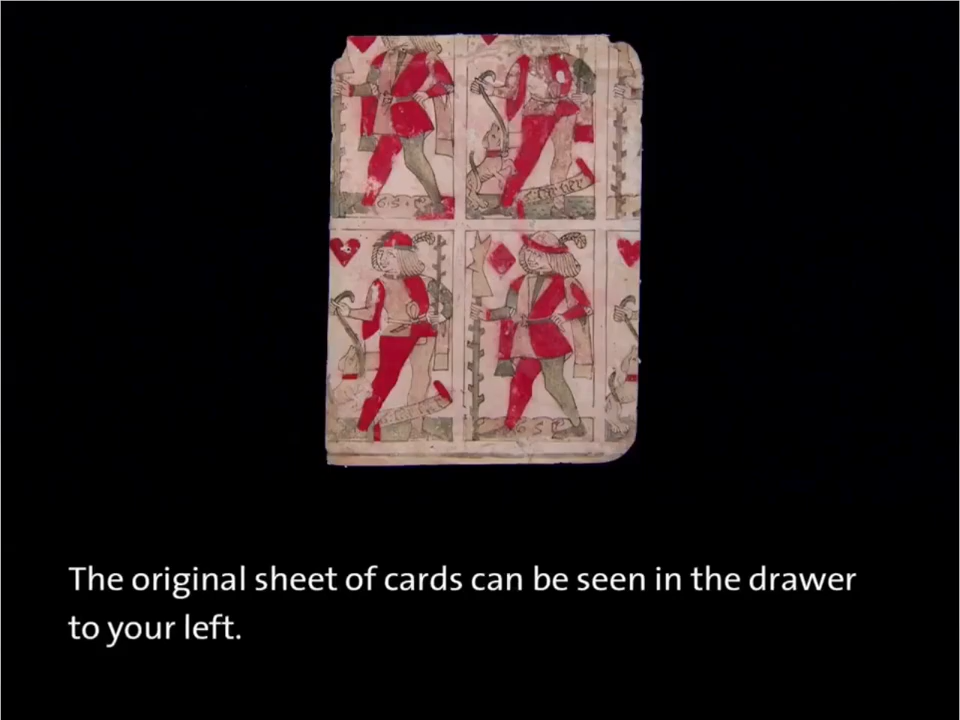 The original sheet of cards can be seen in the drawer
to your left.